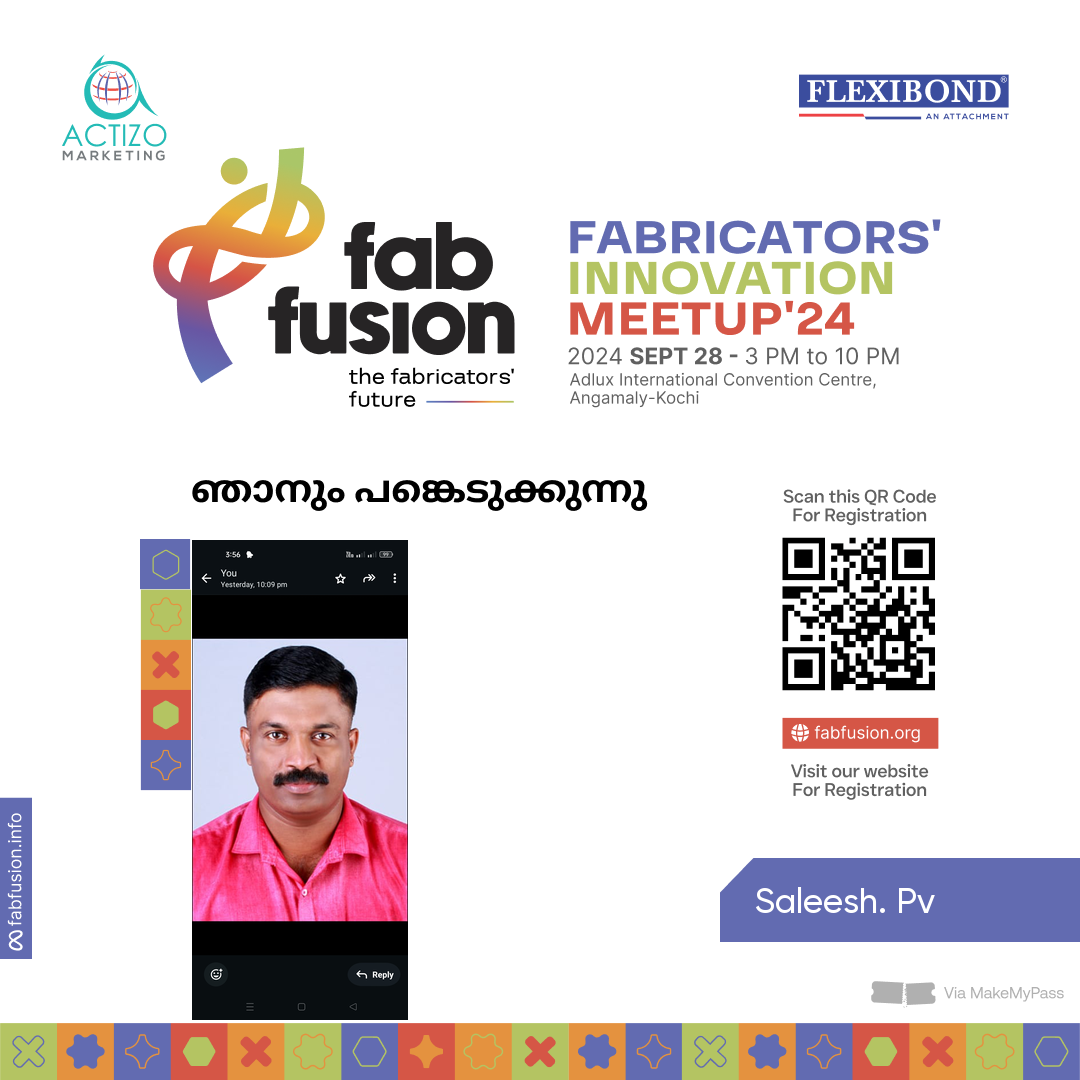 ACTIZO
MARKETING
FLEXIBOND®
AN ATTACHMENT
fab
fusion
the fabricators'
future
FABRICATORS'
INNOVATION
MEETUP'24
2024 SEPT 28 - 3 PM to 10 PM
Adlux International Convention Centre,
Angamaly-Kochi
ഞാനും പങ്കെടുക്കുന്നു
Scan this QR Code
For Registration
fabfusion.org
Visit our website
For Registration
3:56
99
You
Yesterday, 10:09 pm
Reply
fabfusion.info
Saleesh. Pv
Via MakeMyPass